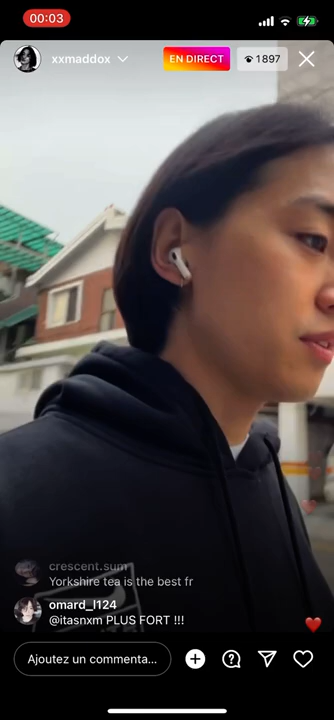 00:03
xxmaddox
EN DIRECT
1897
crescent.sum
Yorkshire tea is the best fr
omard_l124
@itasnxm PLUS FORT !!!
Ajoutez un commenta...